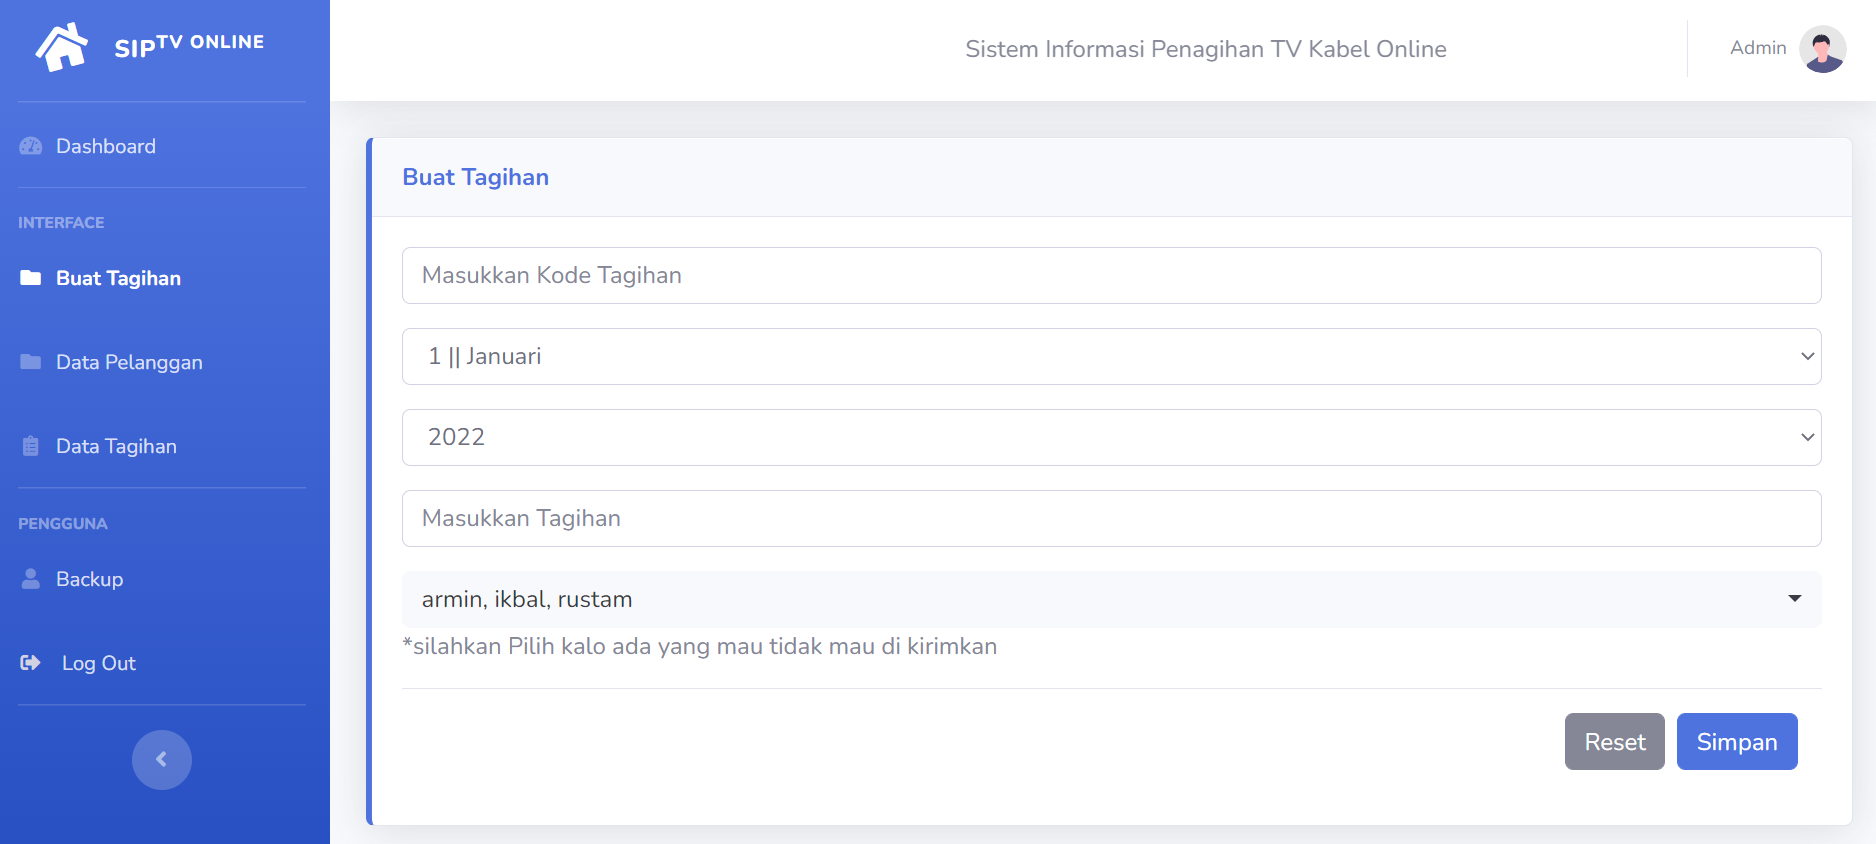 SIPTV ONLINE
Dashboard
INTERFACE
Buat Tagihan
Data Pelanggan
Data Tagihan
PENGGUNA
Backup
Log Out
Sistem Informasi Penagihan TV Kabel Online
Admin
Buat Tagihan
Masukkan Kode Tagihan
1 || Januari
2022
Masukkan Tagihan
armin, ikbal, rustam
*silahkan Pilih kalo ada yang mau tidak mau di kirimkan
Reset
Simpan